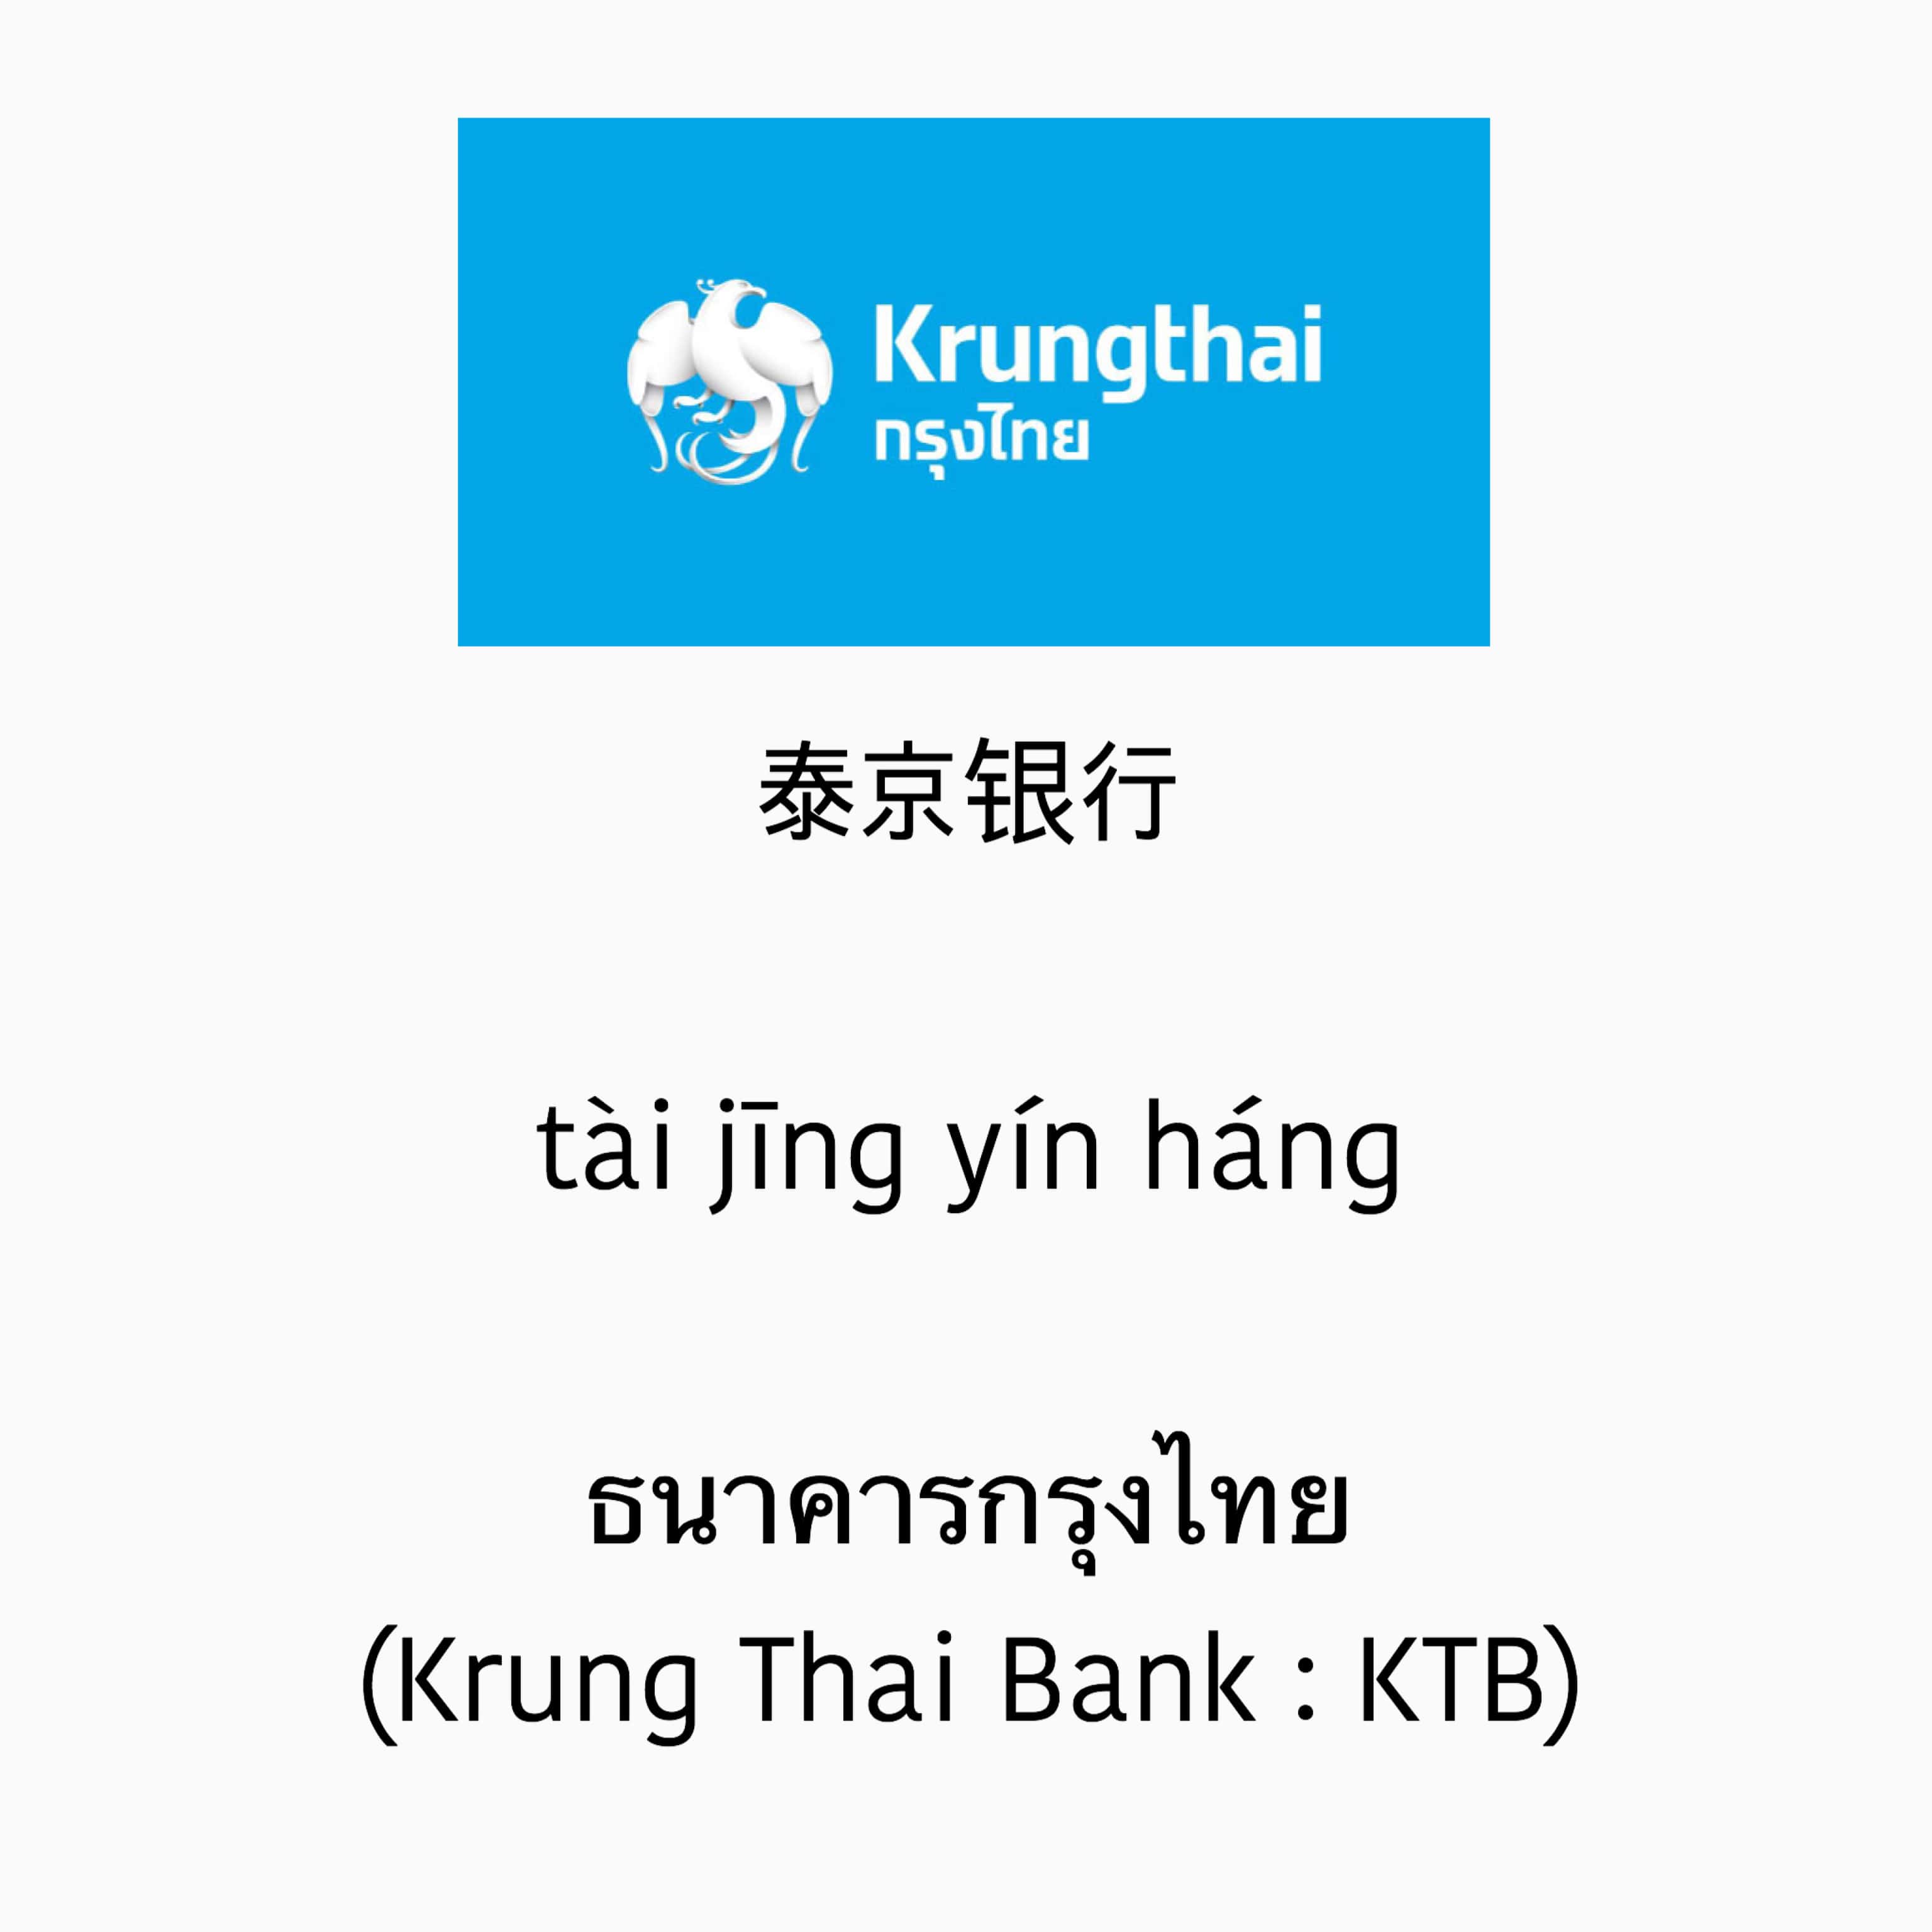 Krungthai
กรุงไทย
泰京银行
tài jīng yín háng
ธนาคารกรุงไทย
(Krung Thai Bank : KTB)